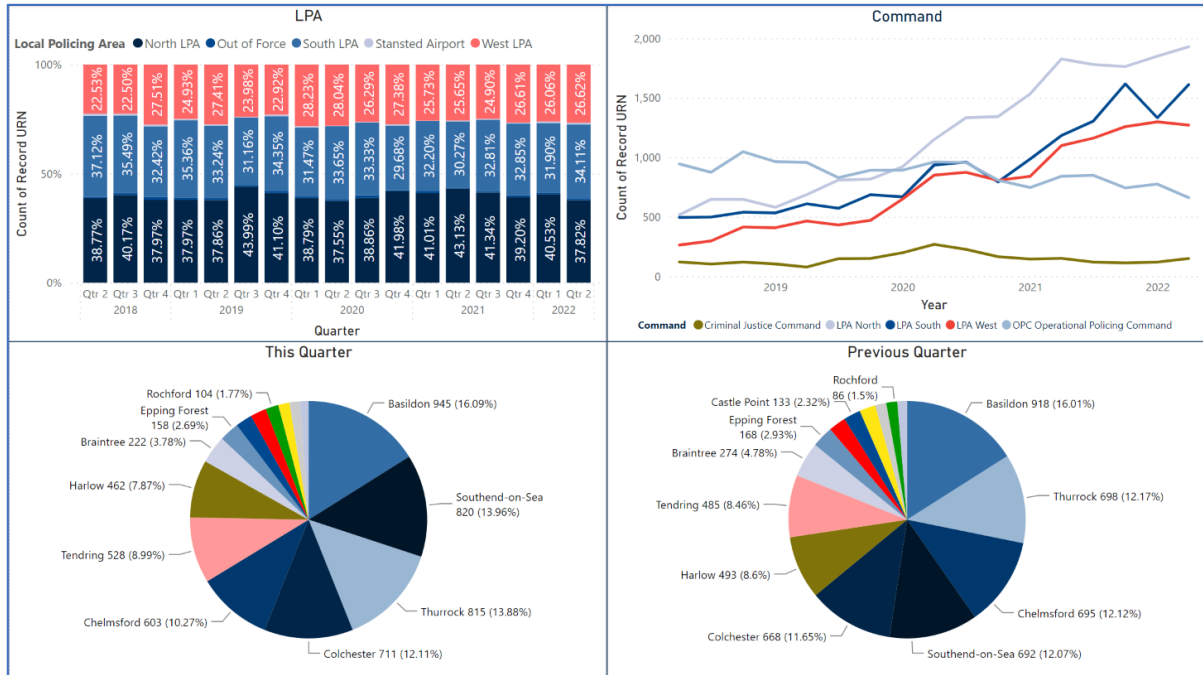 LPA
Local Policing Area North LPA Out of Force South LPA Stansted Airport West LPA
Count of Record URN
100%
50%
0%
22.53% 22.50% 27.51% 24.93% 27.41% 23.98% 22.92% 28.23% 28.04% 26.29% 27.38% 25.73% 25.65% 24.90% 26.61% 26.06% 26.62%
37.12% 35.49% 32.42% 35.36% 33.24% 31.16% 34.35% 31.47% 33.65% 33.33% 29.68% 32.20% 30.27% 32.81% 32.85% 31.90% 34.11%
38.77% 40.17% 37.97% 37.97% 37.86% 43.99% 41.10% 38.79% 37.55% 38.86% 41.98% 41.01% 43.13% 41.34% 39.20% 40.53% 37.82%
Qtr 2 Qtr 3 Qtr 4 Qtr 1 Qtr 2 Qtr 3 Qtr 4 Qtr 1 Qtr 2 Qtr 3 Qtr 4 Qtr 1 Qtr 2 Qtr 3 Qtr 4 Qtr 1 Qtr 2
2018 2019 2020 2021 2022
Quarter
Command
Count of Record URN
2,000
1,500
1,000
500
0
2019 2020 2021 2022
Year
Command Criminal Justice Command LPA North LPA South LPA West OPC Operational Policing Command
This Quarter
Rochford 104 (1.77%)
Epping Forest
158 (2.69%)
Braintree 222 (3.78%)
Harlow 462 (7.87%)
Tendring 528 (8.99%)
Chelmsford 603 (10.27%)
Colchester 711 (12.11%)
Thurrock 815 (13.88%)
Southend-on-Sea
820 (13.96%)
Basildon 945 (16.09%)
Previous Quarter
Rochford
86 (1.5%)
Castle Point 133 (2.32%)
Epping Forest
168 (2.93%)
Braintree 274 (4.78%)
Tendring 485 (8.46%)
Harlow 493 (8.6%)
Colchester 668 (11.65%)
Southend-on-Sea 692 (12.07%)
Chelmsford 695 (12.12%)
Thurrock 698 (12.17%)
Basildon 918 (16.01%)